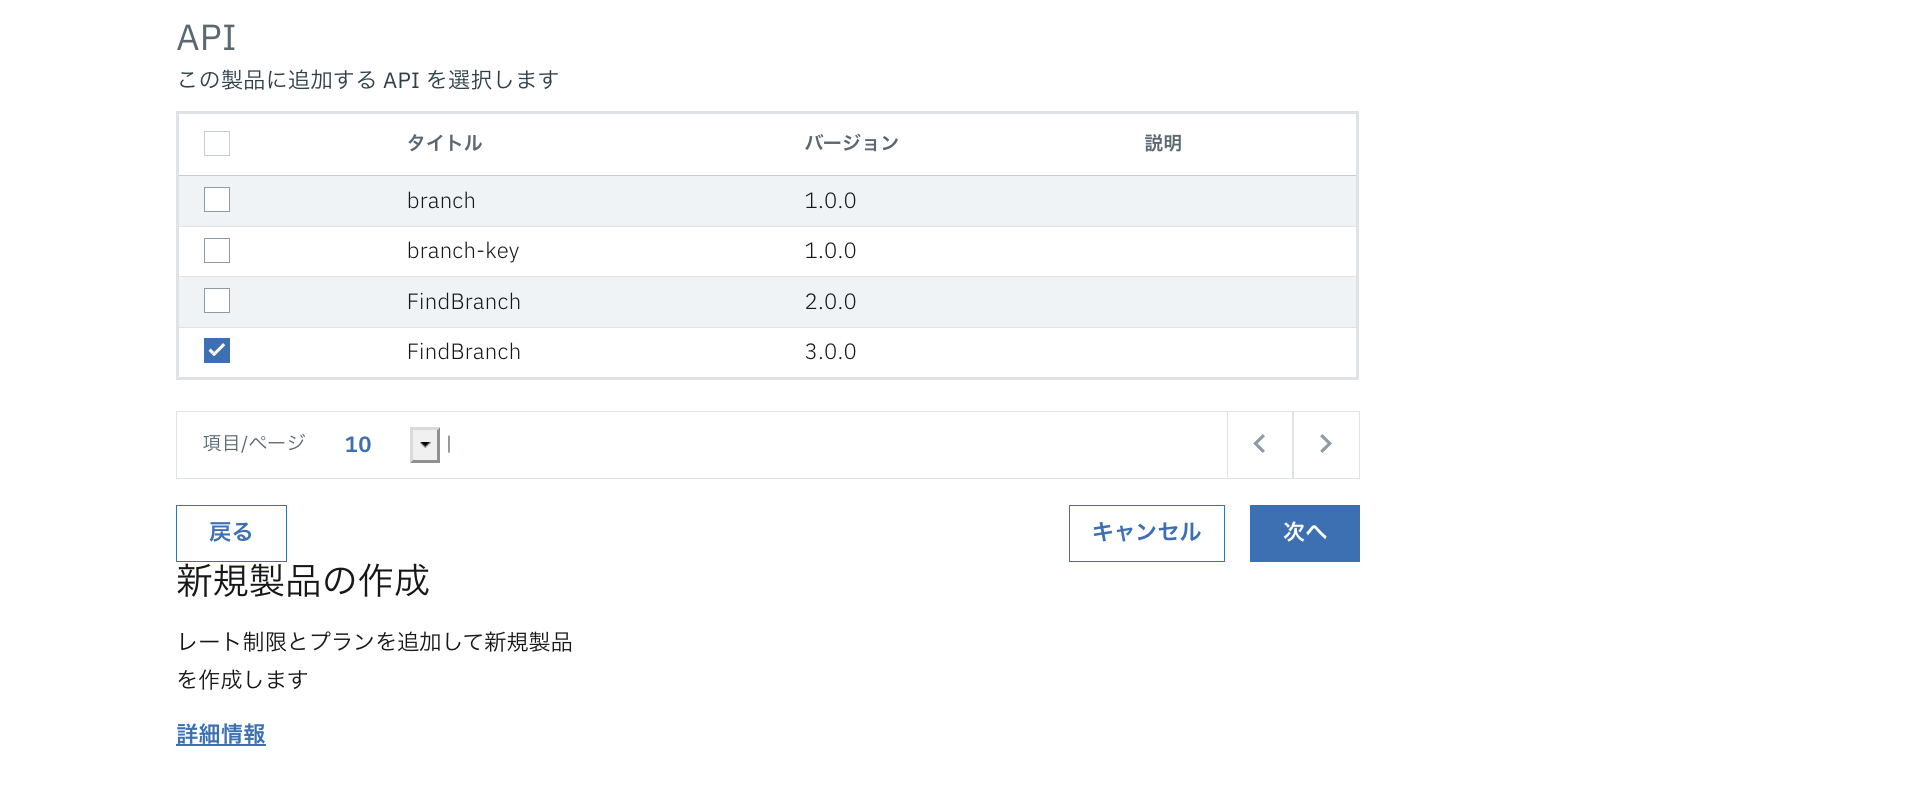 API
この製品に追加する API を選択します
タイトル バージョン 説明
branch 1.0.0
branch-key 1.0.0
FindBranch 2.0.0
FindBranch 3.0.0
項目/ページ 10 |
戻る キャンセル 次へ
新規製品の作成
レート制限とプランを追加して新規製品
を作成します
詳細情報